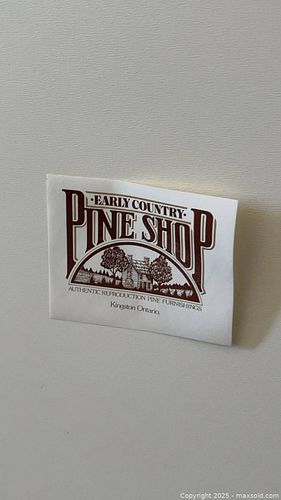 ·EARLY COUNTRY·
PINE SHOP
AUTHENTIC REPRODUCTION PINE FURNISHINGS
Kingston Ontario.
Copyright © 2025 - maxsold.com